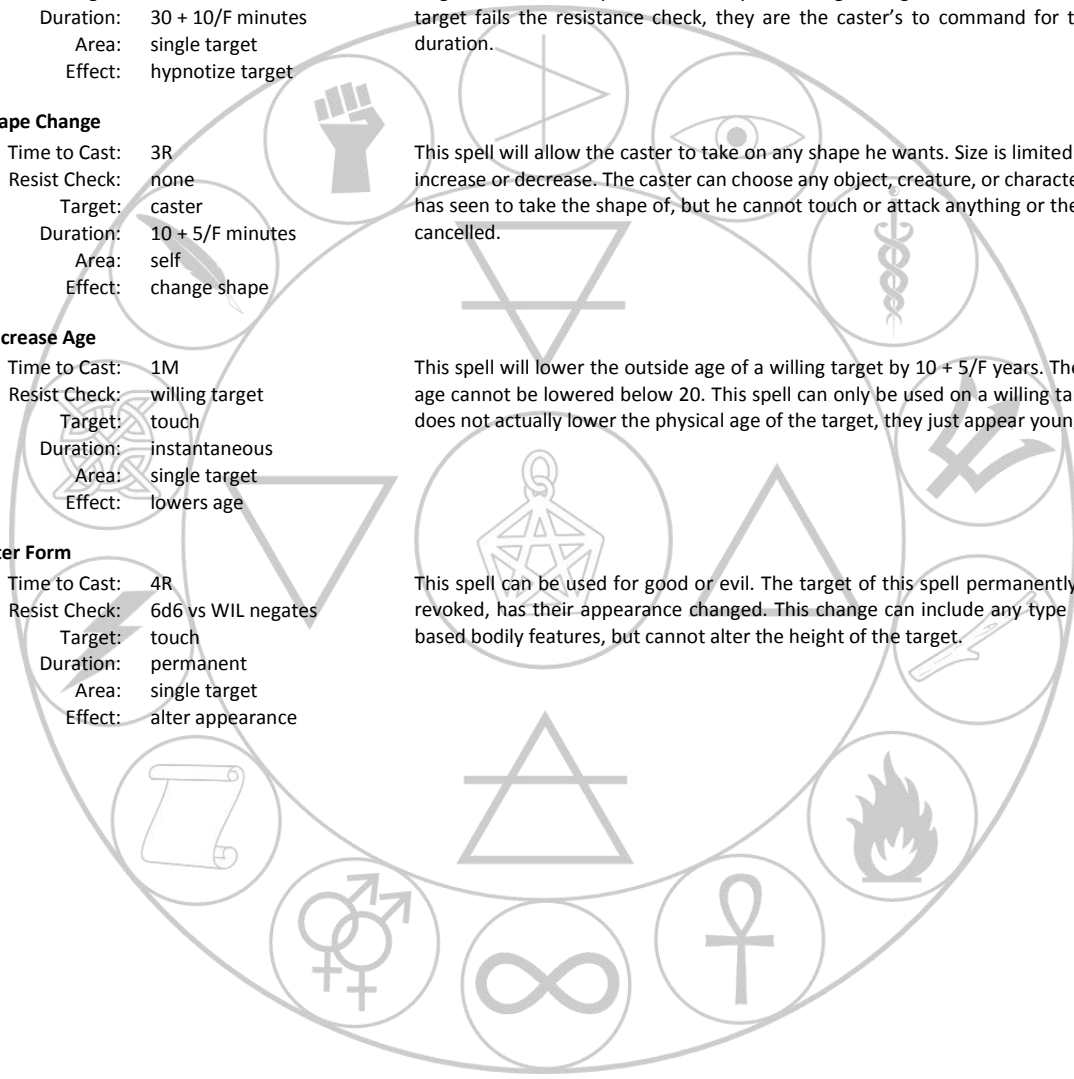 Duration: 30 + 10/F minutes
Area: single target
Effect: hypnotize target
target fails the resistance check, they are the caster's to command for t
duration.
ape Change
Time to Cast: 3R
Resist Check: none
Target: caster
Duration: 10 + 5/F minutes
Area: self
Effect: change shape
This spell will allow the caster to take on any shape he wants. Size is limited
increase or decrease. The caster can choose any object, creature, or characte
has seen to take the shape of, but he cannot touch or attack anything or the
cancelled.
crease Age
Time to Cast: 1M
Resist Check: willing target
Target: touch
Duration: instantaneous
Area: single target
Effect: lowers age
This spell will lower the outside age of a willing target by 10 + 5/F years. The
age cannot be lowered below 20. This spell can only be used on a willing ta
does not actually lower the physical age of the target, they just appear youn
ter Form
Time to Cast: 4R
Resist Check: 6d6 vs WIL negates
Target: touch
Duration: permanent
Area: single target
Effect: alter appearance
This spell can be used for good or evil. The target of this spell permanently
revoked, has their appearance changed. This change can include any type
based bodily features, but cannot alter the height of the target.